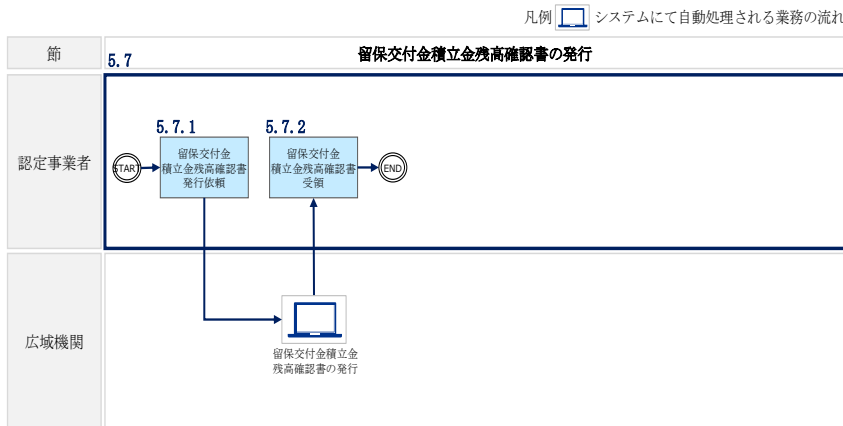 凡例 システムにて自動処理される業務の流れ
節
5.7
留保交付金積立金残高確認書の発行
認定事業者
START
5.7.1
留保交付金
積立金残高確認書
発行依頼
5.7.2
留保交付金
積立金残高確認書
受領
END
広域機関
留保交付金積立金
残高確認書の発行